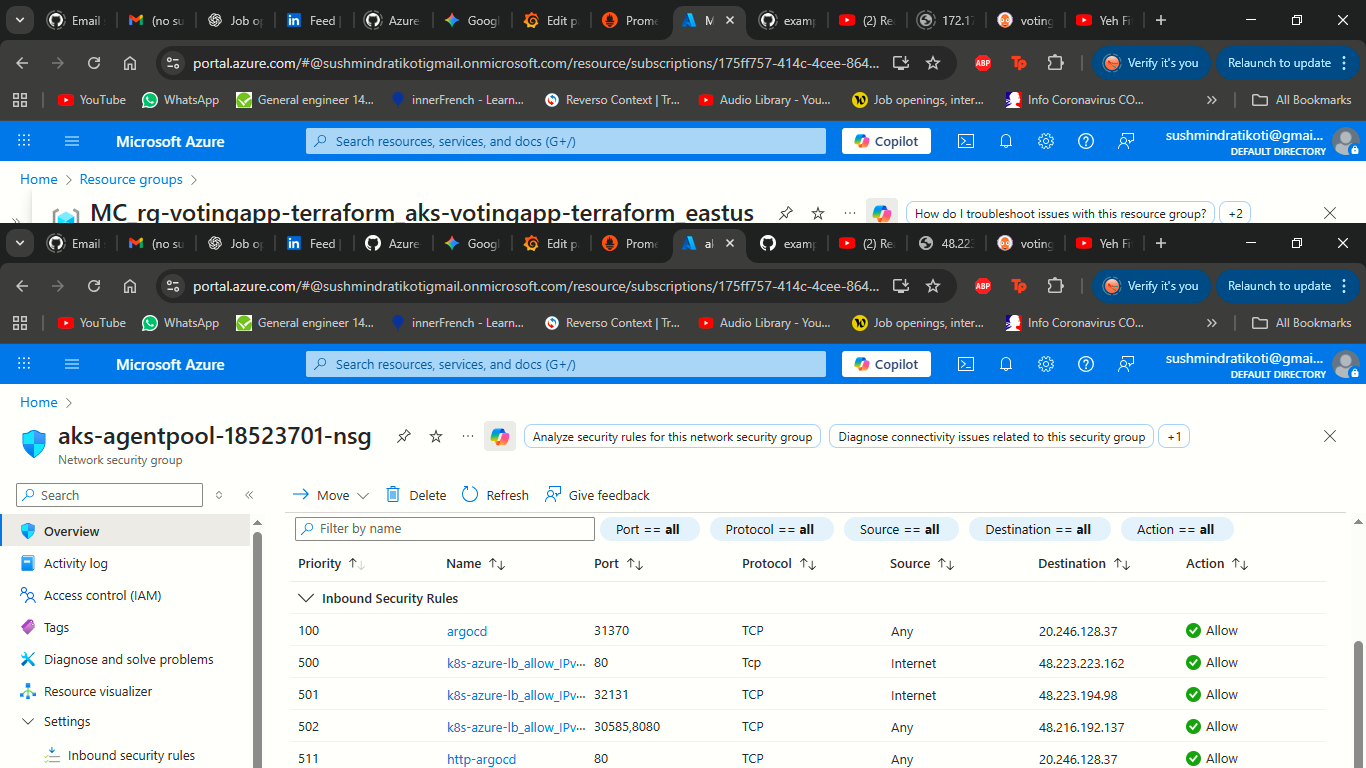 Email
(no su
Job op
Feed
Azure
Googl
Edit pa
Prome
M
examp
(2) Rea
172.17
voting
Yeh Fi
portal.azure.com/#@sushmindratikotigmail.onmicrosoft.com/resource/subscriptions/175ff757-414c-4cee-864...
ABP
Tp
Verify it's you
Relaunch to update
YouTube
WhatsApp
General engineer 14...
innerFrench - Learn...
Reverso Context | Tr...
Audio Library - You...
Job openings, inter...
Info Coronavirus CO...
All Bookmarks
Microsoft Azure
Search resources, services, and docs (G+/)
Copilot
sushmindratikoti@gmai...
DEFAULT DIRECTORY
Home > Resource groups >
MC_rg-votingapp-terraform_aks-votingapp-terraform_eastus
How do I troubleshoot issues with this resource group?
+2
Email
(no su
Job op
Feed
Azure
Googl
Edit pa
Prome
al
examp
(2) Rea
48.223
voting
Yeh Fi
portal.azure.com/#@sushmindratikotigmail.onmicrosoft.com/resource/subscriptions/175ff757-414c-4cee-864...
ABP
Tp
Verify it's you
Relaunch to update
YouTube
WhatsApp
General engineer 14...
innerFrench - Learn...
Reverso Context | Tr...
Audio Library - You...
Job openings, inter...
Info Coronavirus CO...
All Bookmarks
Microsoft Azure
Search resources, services, and docs (G+/)
Copilot
sushmindratikoti@gmai...
DEFAULT DIRECTORY
Home >
aks-agentpool-18523701-nsg
Network security group
Analyze security rules for this network security group
Diagnose connectivity issues related to this security group
+1
Search
Overview
Activity log
Access control (IAM)
Tags
Diagnose and solve problems
Resource visualizer
Settings
Inbound security rules
Move
Delete
Refresh
Give feedback
Filter by name
Port == all
Protocol == all
Source == all
Destination == all
Action == all
Priority Name Port Protocol Source Destination Action
Inbound Security Rules
100 argocd 31370 TCP Any 20.246.128.37 Allow
500 k8s-azure-lb_allow_IPv... 80 Tcp Internet 48.223.223.162 Allow
501 k8s-azure-lb_allow_IPv... 32131 TCP Internet 48.223.194.98 Allow
502 k8s-azure-lb_allow_IPv... 30585,8080 TCP Any 48.216.192.137 Allow
511 http-argocd 80 TCP Any 20.246.128.37 Allow